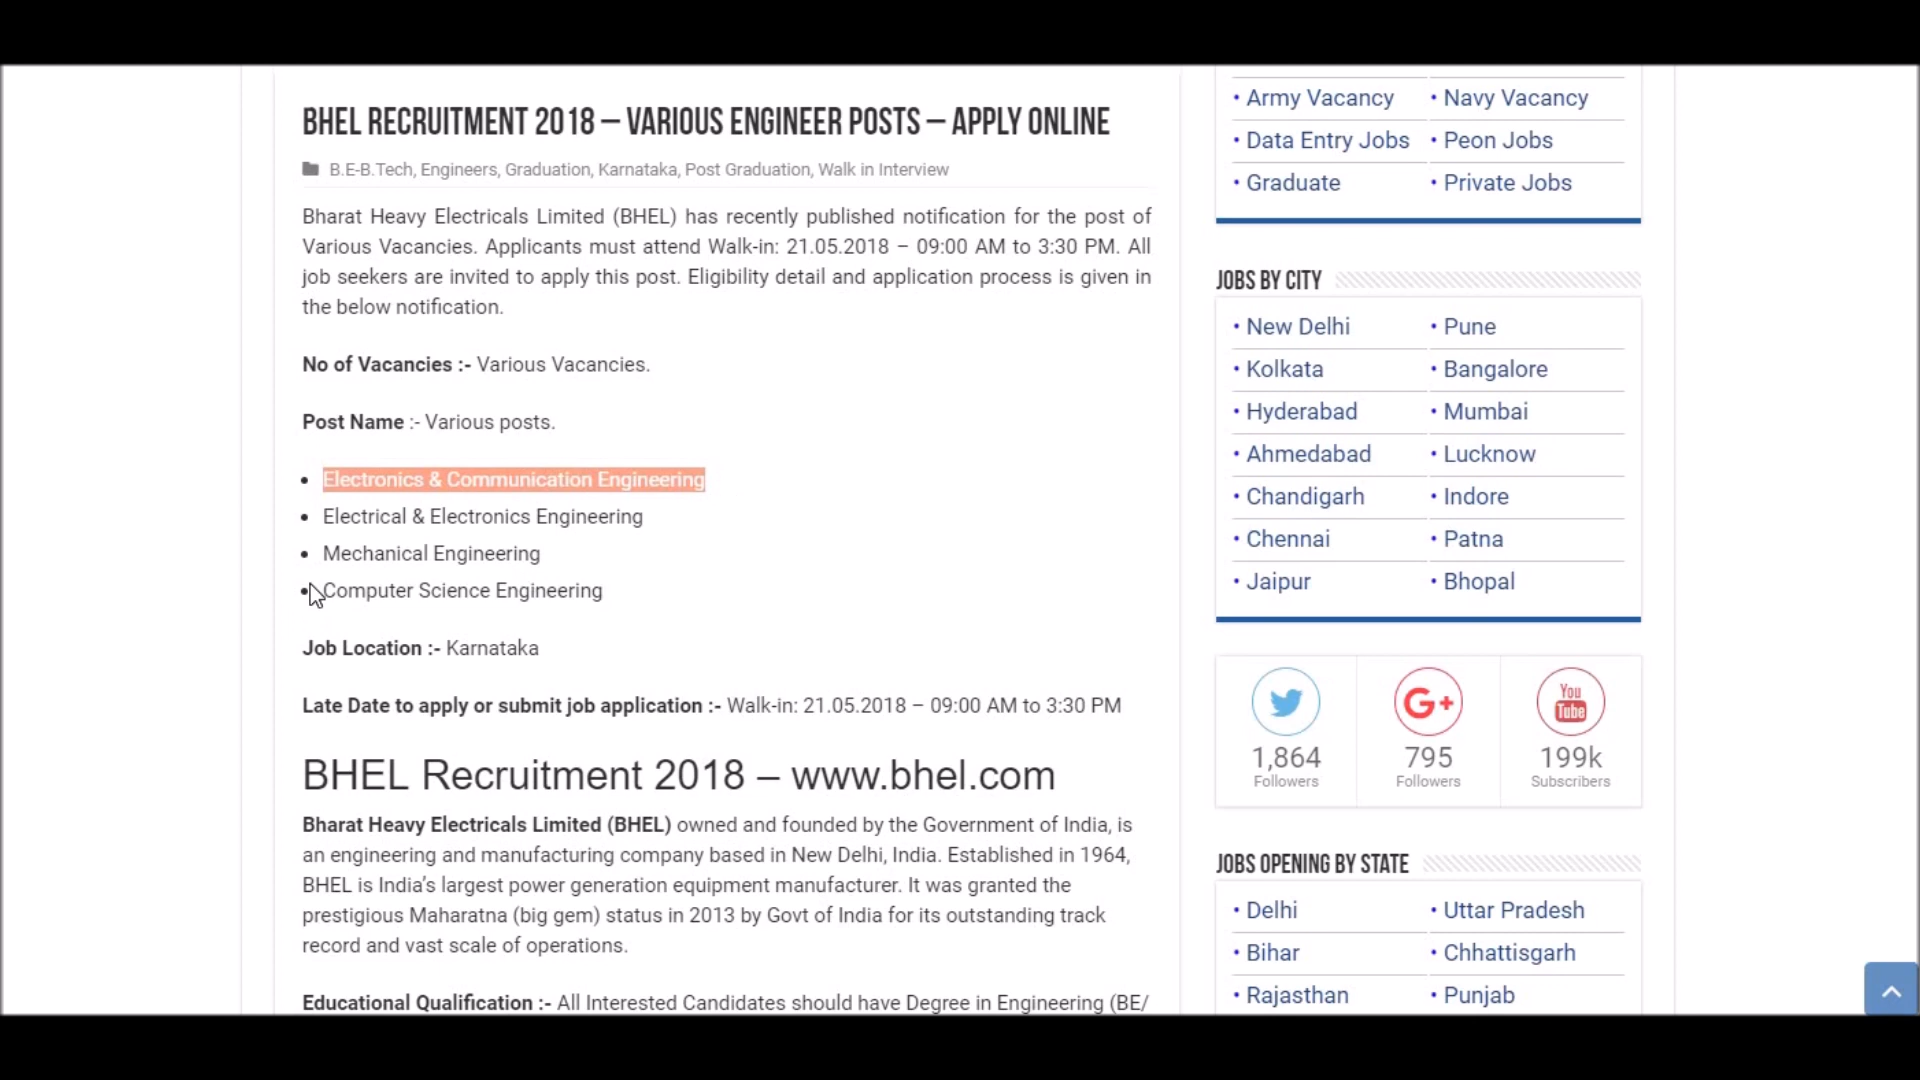 BHEL RECRUITMENT 2018 – VARIOUS ENGINEER POSTS – APPLY ONLINE
B.E-B.Tech, Engineers, Graduation, Karnataka, Post Graduation, Walk in Interview
Bharat Heavy Electricals Limited (BHEL) has recently published notification for the post of
Various Vacancies. Applicants must attend Walk-in: 21.05.2018 – 09:00 AM to 3:30 PM. All
job seekers are invited to apply this post. Eligibility detail and application process is given in
the below notification.
No of Vacancies :- Various Vacancies.
Post Name :- Various posts.
• Electronics & Communication Engineering
• Electrical & Electronics Engineering
• Mechanical Engineering
• Computer Science Engineering
Job Location :- Karnataka
Late Date to apply or submit job application :- Walk-in: 21.05.2018 – 09:00 AM to 3:30 PM
BHEL Recruitment 2018 – www.bhel.com
Bharat Heavy Electricals Limited (BHEL) owned and founded by the Government of India, is
an engineering and manufacturing company based in New Delhi, India. Established in 1964,
BHEL is India’s largest power generation equipment manufacturer. It was granted the
prestigious Maharatna (big gem) status in 2013 by Govt of India for its outstanding track
record and vast scale of operations.
Educational Qualification :- All Interested Candidates should have Degree in Engineering (BE/
• Army Vacancy • Navy Vacancy
• Data Entry Jobs • Peon Jobs
• Graduate • Private Jobs
JOBS BY CITY
• New Delhi • Pune
• Kolkata • Bangalore
• Hyderabad • Mumbai
• Ahmedabad • Lucknow
• Chandigarh • Indore
• Chennai • Patna
• Jaipur • Bhopal
G+ You
Tube
1,864 795 199k
Followers Followers Subscribers
JOBS OPENING BY STATE
• Delhi • Uttar Pradesh
• Bihar • Chhattisgarh
• Rajasthan • Punjab